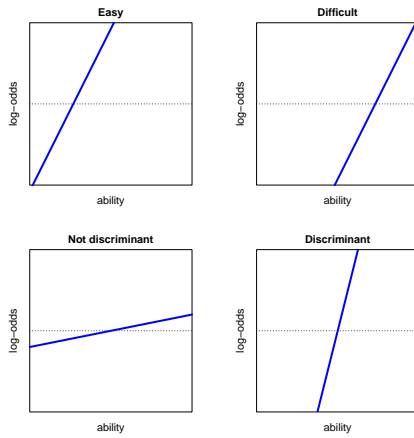 Easy
log−odds
ability
Difficult
log−odds
ability
Not discriminant
log−odds
ability
Discriminant
log−odds
ability